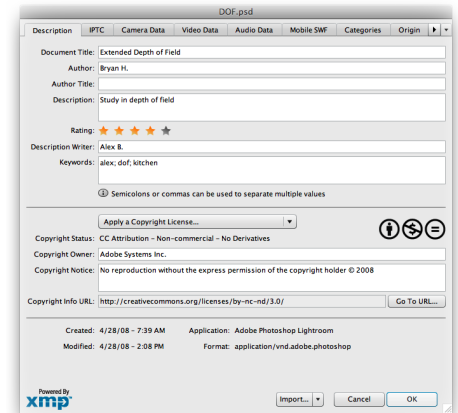 DOF.psd
Description IPTC Camera Data Video Data Audio Data Mobile SWF Categories Origin
Document Title: Extended Depth of Field
Author: Bryan H.
Author Title:
Description: Study in depth of field
Rating:
Description Writer: Alex B.
Keywords: alex; dof; kitchen
Semicolons or commas can be used to separate multiple values
Apply a Copyright License...
Copyright Status: CC Attribution - Non-commercial - No Derivatives
Copyright Owner: Adobe Systems Inc.
Copyright Notice: No reproduction without the express permission of the copyright holder © 2008
Copyright Info URL: http://creativecommons.org/licenses/by-nc-nd/3.0/ Go To URL...
Created: 4/28/08 - 7:39 AM Application: Adobe Photoshop Lightroom
Modified: 4/28/08 - 2:08 PM Format: application/vnd.adobe.photoshop
Powered By
xmp Import... Cancel OK